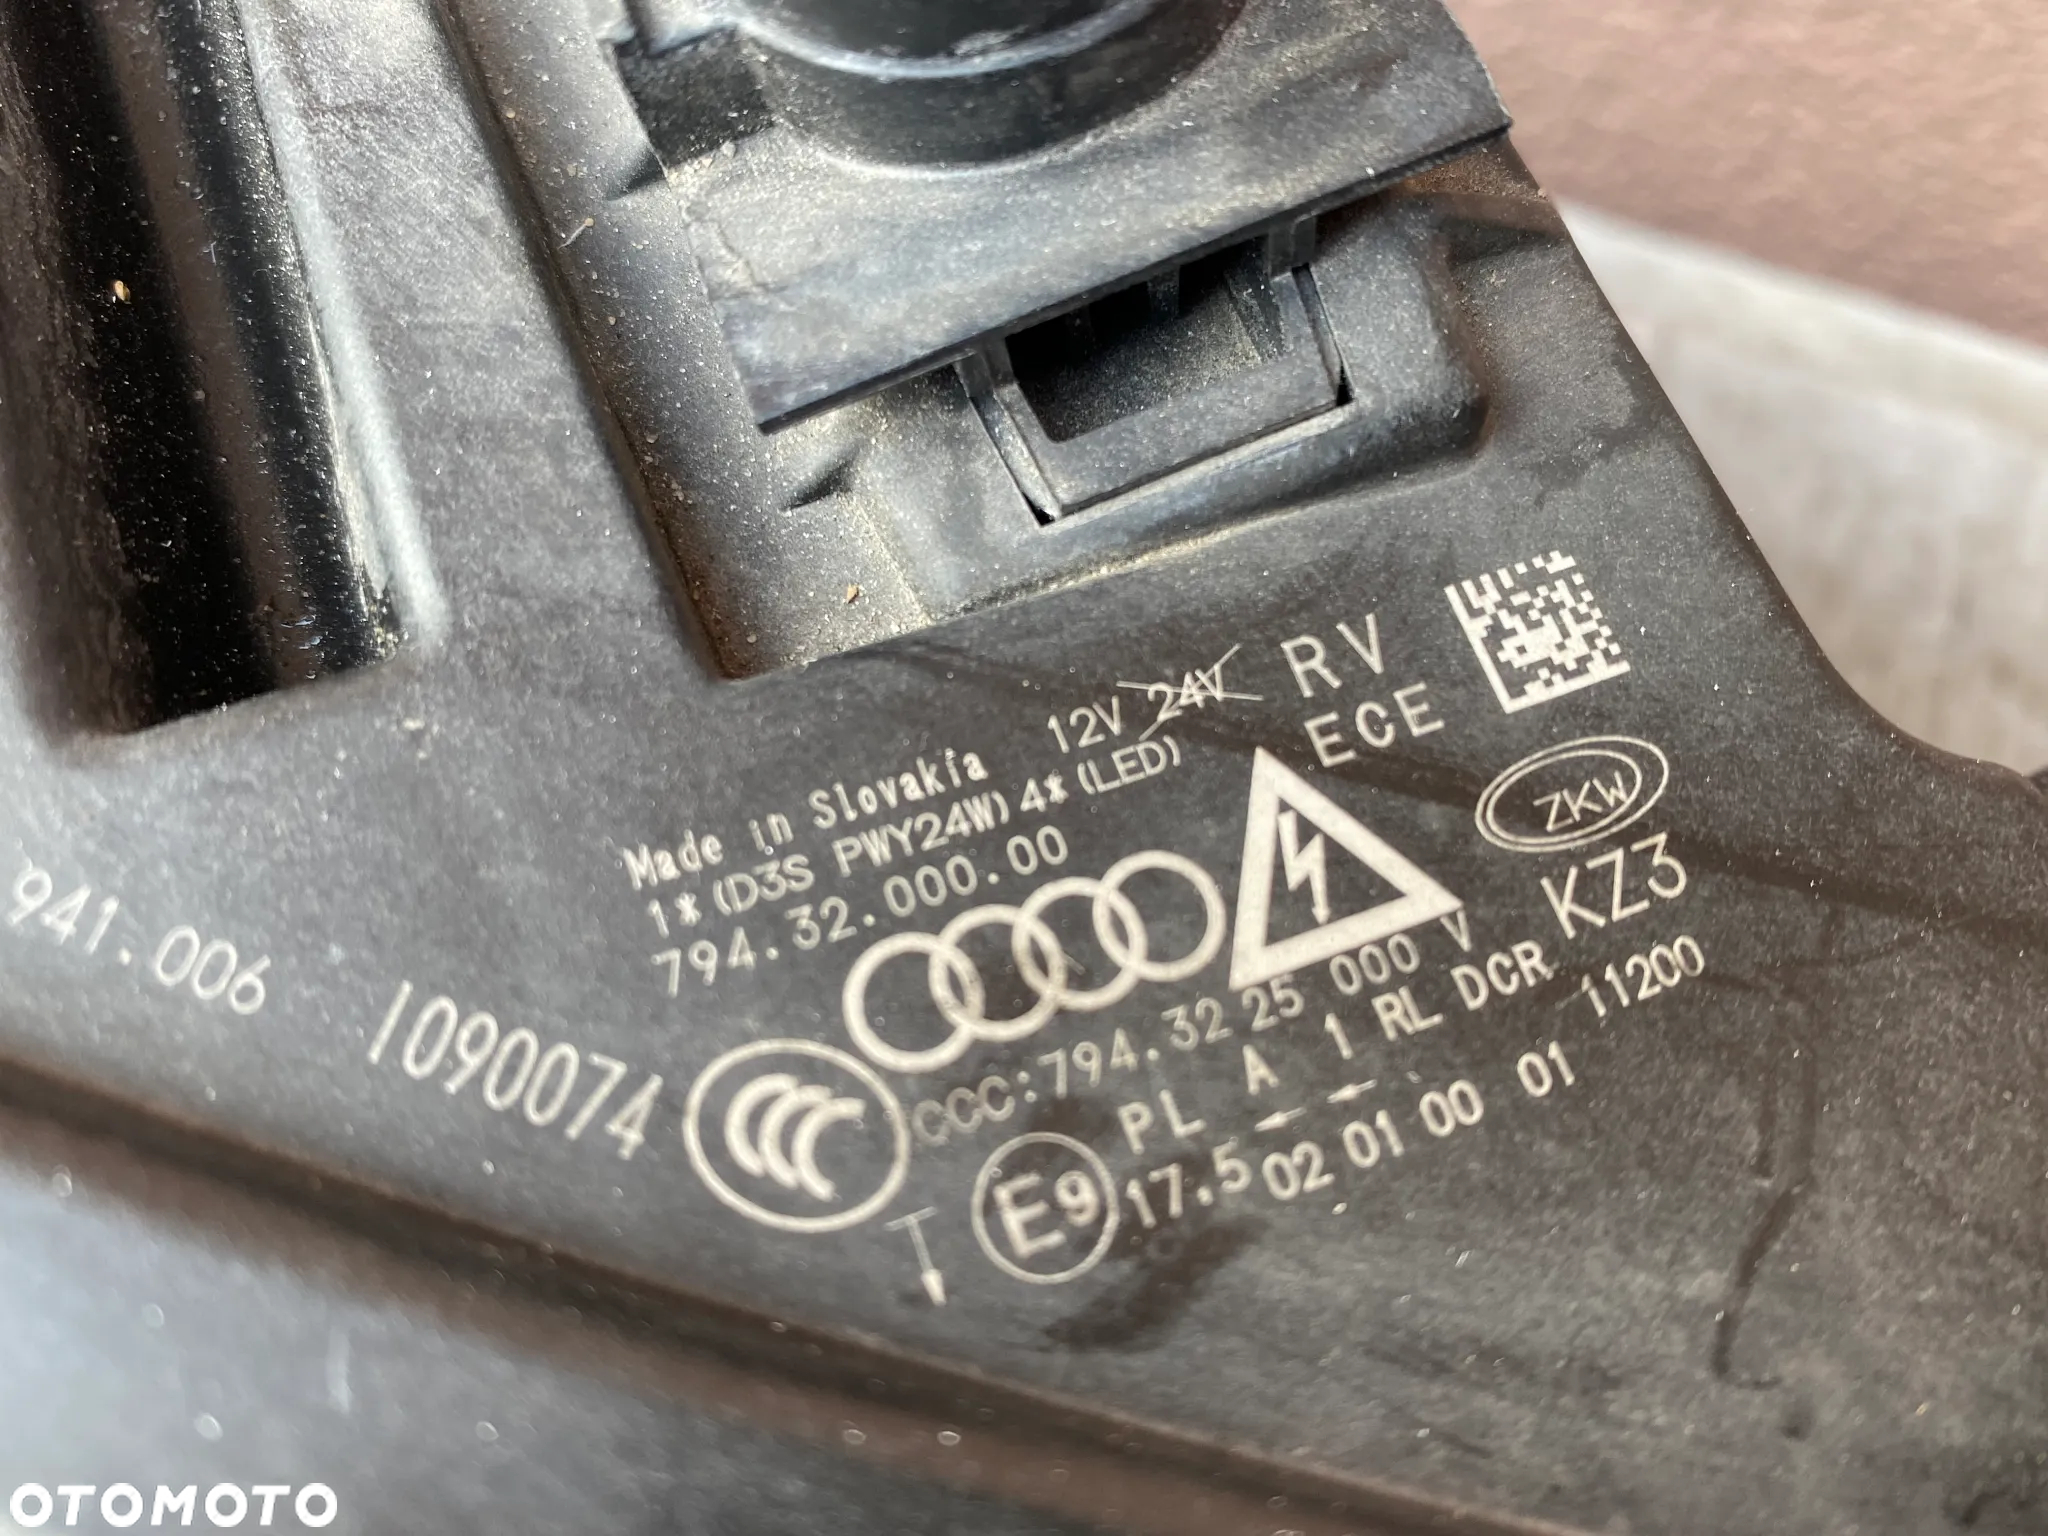 RV
12V 24V
ECE
Made in Slovakia
1*(D3S PWY24W) 4*(LED)
ZKW
794.32.000.00
KZ3
941.006
1090074
25 000 V
CCC:794.32
11200
PL A 1 RL DCR
E9
17.5 02 01 00 01
OTOMOTO